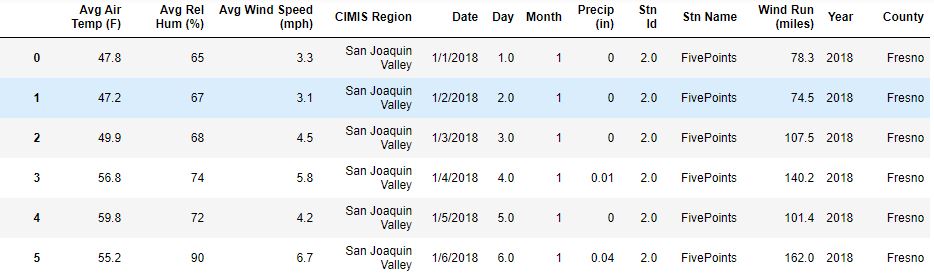 Avg Air Temp (F) Avg Rel Hum (%) Avg Wind Speed (mph) CIMIS Region Date Day Month Precip (in) Stn Id Stn Name Wind Run (miles) Year County
0 47.8 65 3.3 San Joaquin Valley 1/1/2018 1.0 1 0 2.0 FivePoints 78.3 2018 Fresno
1 47.2 67 3.1 San Joaquin Valley 1/2/2018 2.0 1 0 2.0 FivePoints 74.5 2018 Fresno
2 49.9 68 4.5 San Joaquin Valley 1/3/2018 3.0 1 0 2.0 FivePoints 107.5 2018 Fresno
3 56.8 74 5.8 San Joaquin Valley 1/4/2018 4.0 1 0.01 2.0 FivePoints 140.2 2018 Fresno
4 59.8 72 4.2 San Joaquin Valley 1/5/2018 5.0 1 0 2.0 FivePoints 101.4 2018 Fresno
5 55.2 90 6.7 San Joaquin Valley 1/6/2018 6.0 1 0.04 2.0 FivePoints 162.0 2018 Fresno